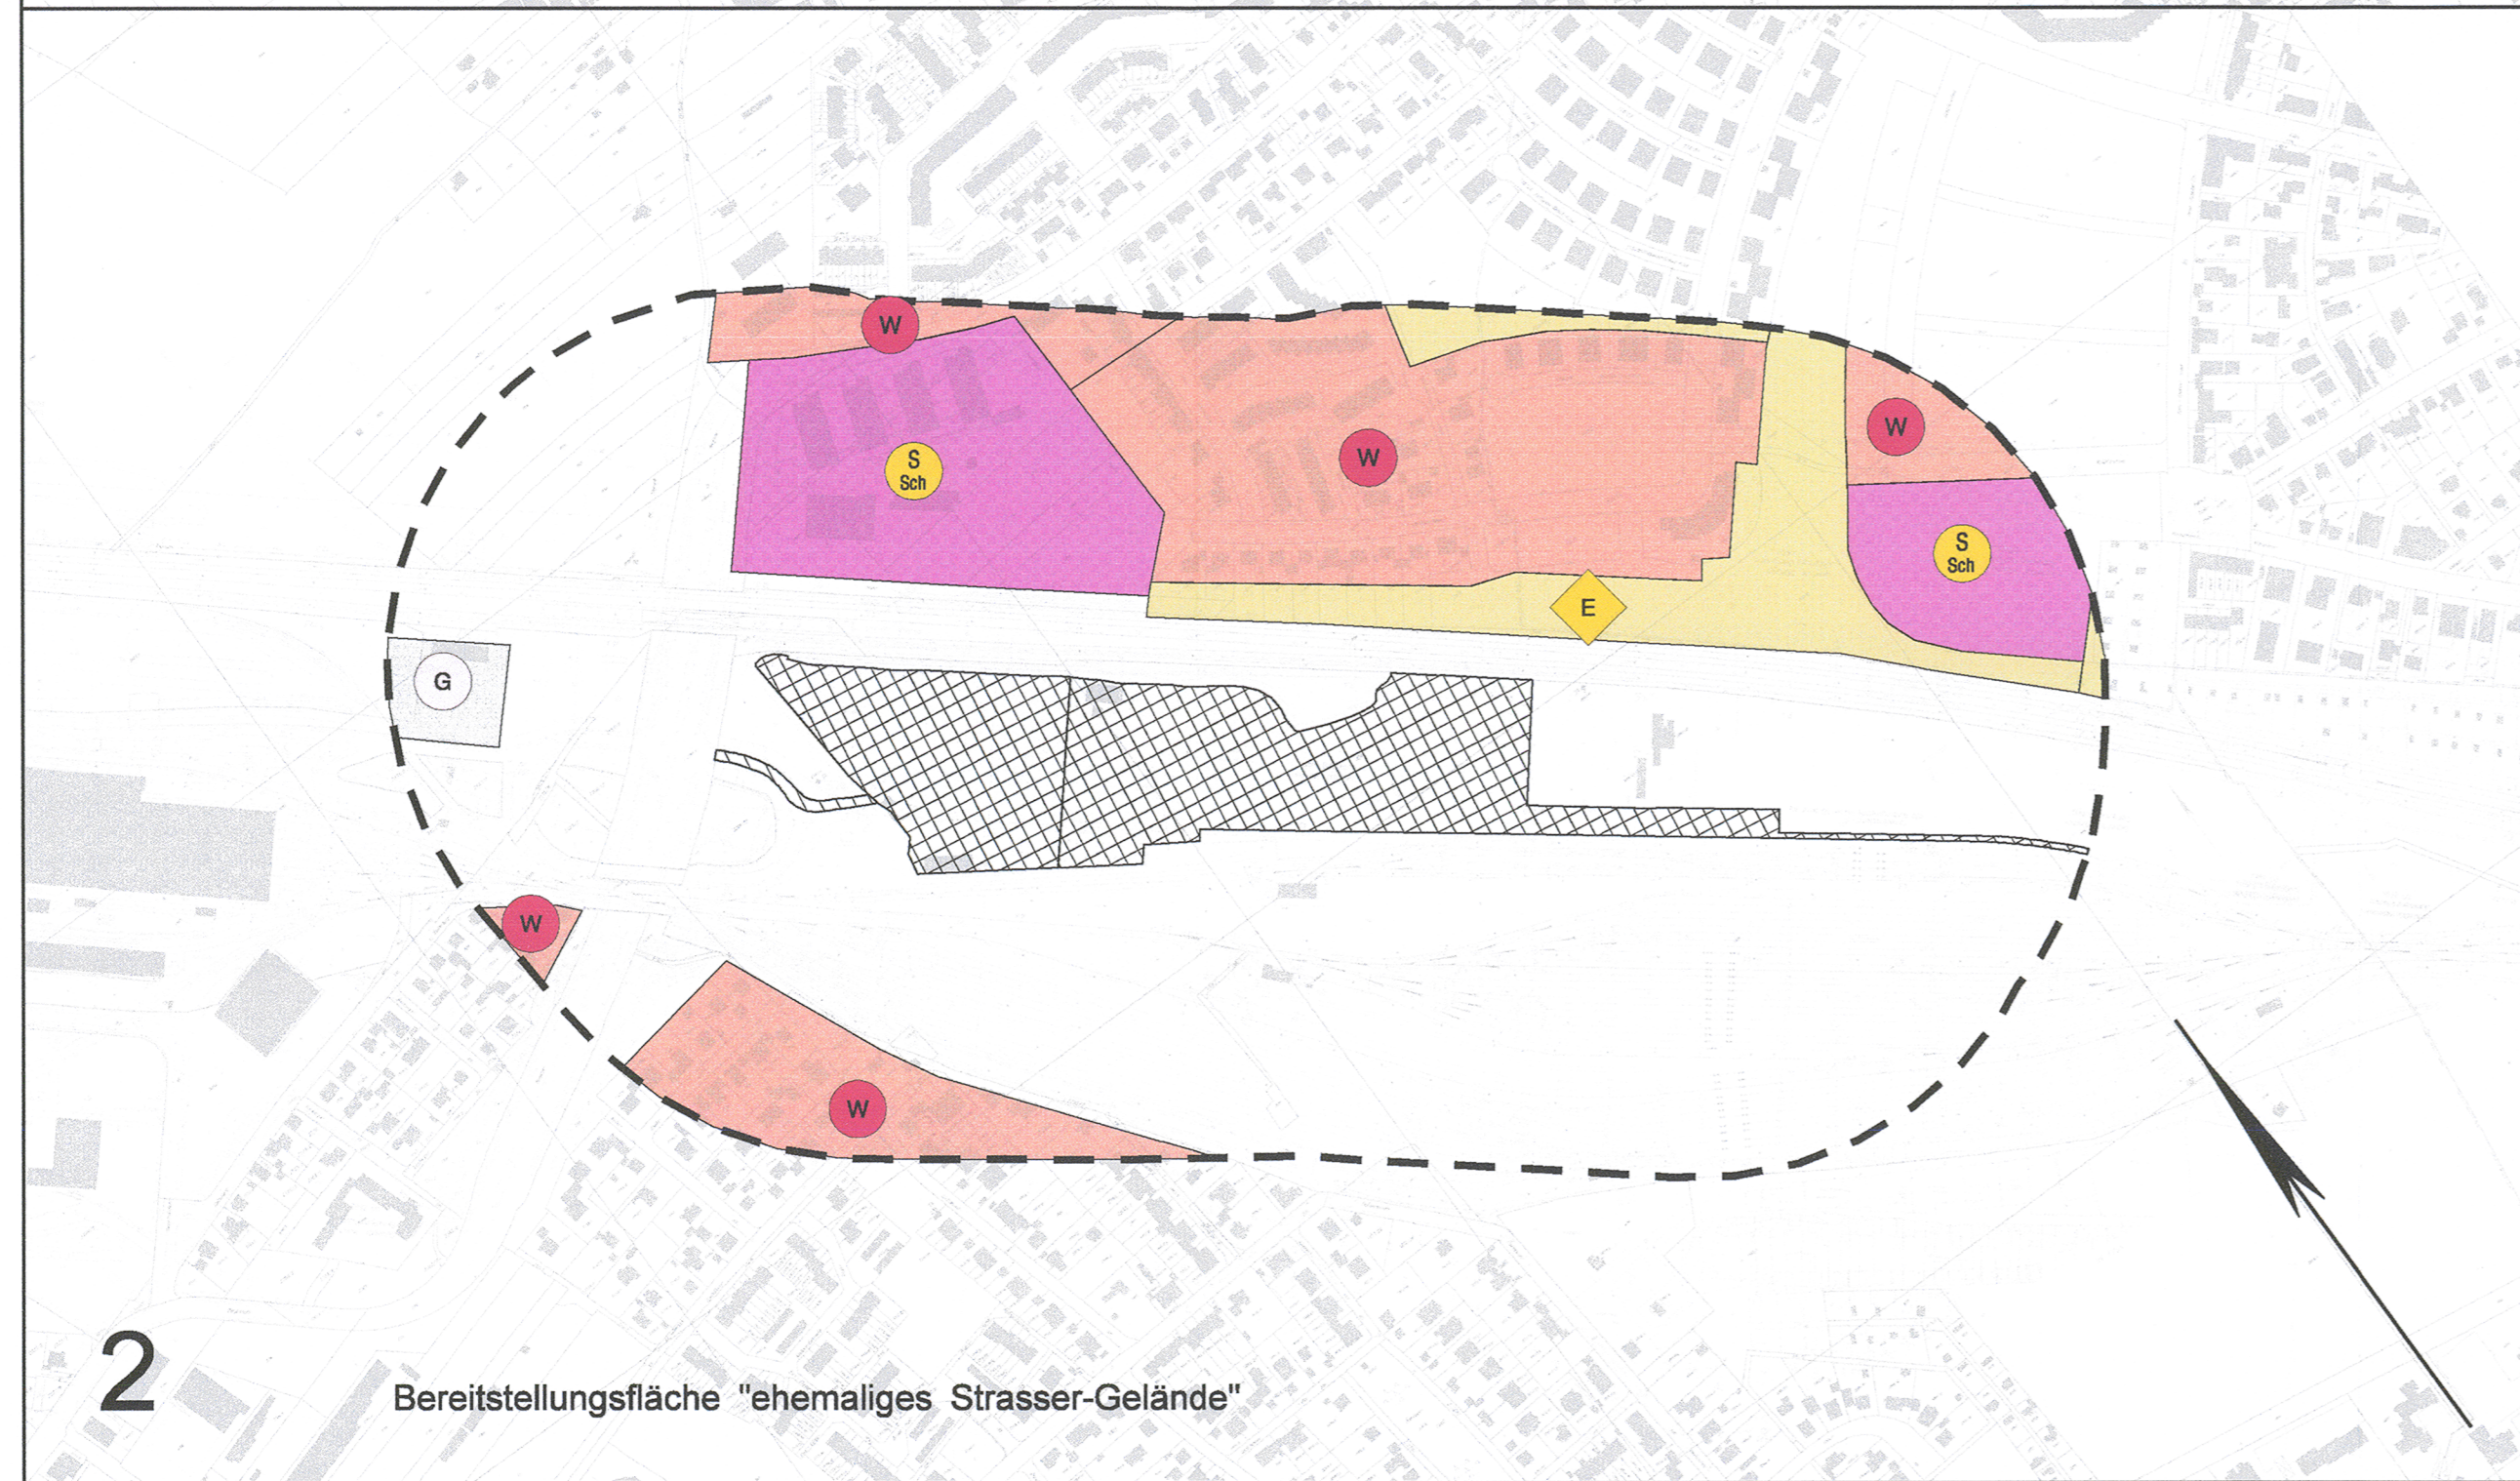 W
W
W
S
Sch
S
Sch
E
G
W
W
2
Bereitstellungsfläche "ehemaliges Strasser-Gelände"